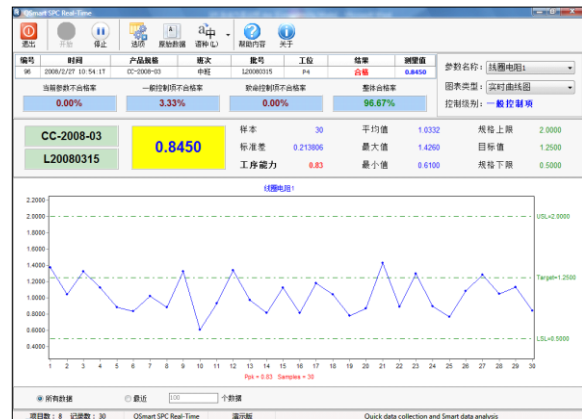 QSmart SPC Real-Time
退出 开始 停止 选项 原始数据 语种(L) 帮助内容 关于
编号 时间 产品规格 班次 批号 工位 结果 测量值
96 2008/2/27 10:54:17 CC-2008-03 中班 L20080315 P4 合格 0.8450
参数名称: 线圈电阻1
当前参数不合格率 一般控制项不合格率 致命控制项不合格率 整体合格率
图表类型: 实时曲线图
0.00% 3.33% 0.00% 96.67%
控制级别: 一般控制项
CC-2008-03
L20080315
0.8450
样本 30 平均值 1.0332 规格上限 2.0000
标准差 0.213806 最大值 1.4260 目标值 1.2500
工序能力 0.83 最小值 0.6100 规格下限 0.5000
线圈电阻1
2.2000
2.0000
USL=2.0000
1.8000
1.6000
1.4000
Target=1.2500
1.2000
1.0000
0.8000
0.6000
LSL=0.5000
0.4000
1 2 3 4 5 6 7 8 9 10 11 12 13 14 15 16 17 18 19 20 21 22 23 24 25 26 27 28 29 30
Ppk = 0.83 Samples = 30
所有数据 最近 100 个数据
项目数: 8 记录数: 30 QSmart SPC Real-Time 演示版 Quick data collection and Smart data analysis